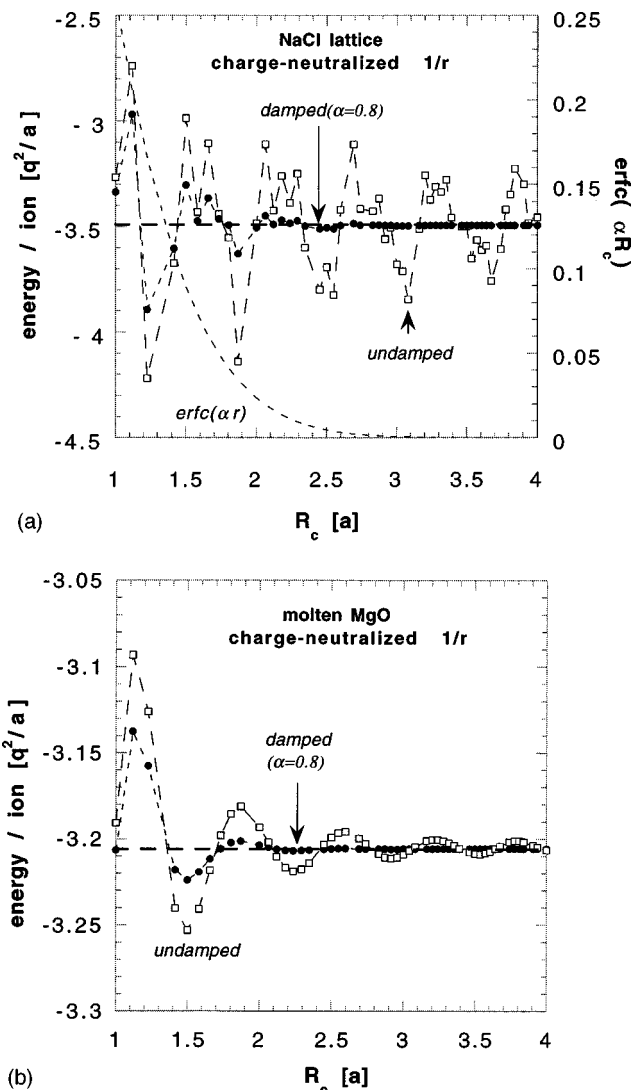 -2.5
0.25
NaCl lattice
charge-neutralized 1/r
damped(α=0.8)
-3
0.2
energy / ion [q²/a]
-3.5
0.15
erfc( αR_c)
0.1
-4
undamped
0.05
erfc(α r)
-4.5
0
1
1.5
2
2.5
3
3.5
4
(a)
R_c [a]
-3.05
molten MgO
charge-neutralized 1/r
-3.1
energy / ion [q²/a]
-3.15
damped
(α=0.8)
-3.2
-3.25
undamped
-3.3
1
1.5
2
2.5
3
3.5
4
(b)
R_c [a]